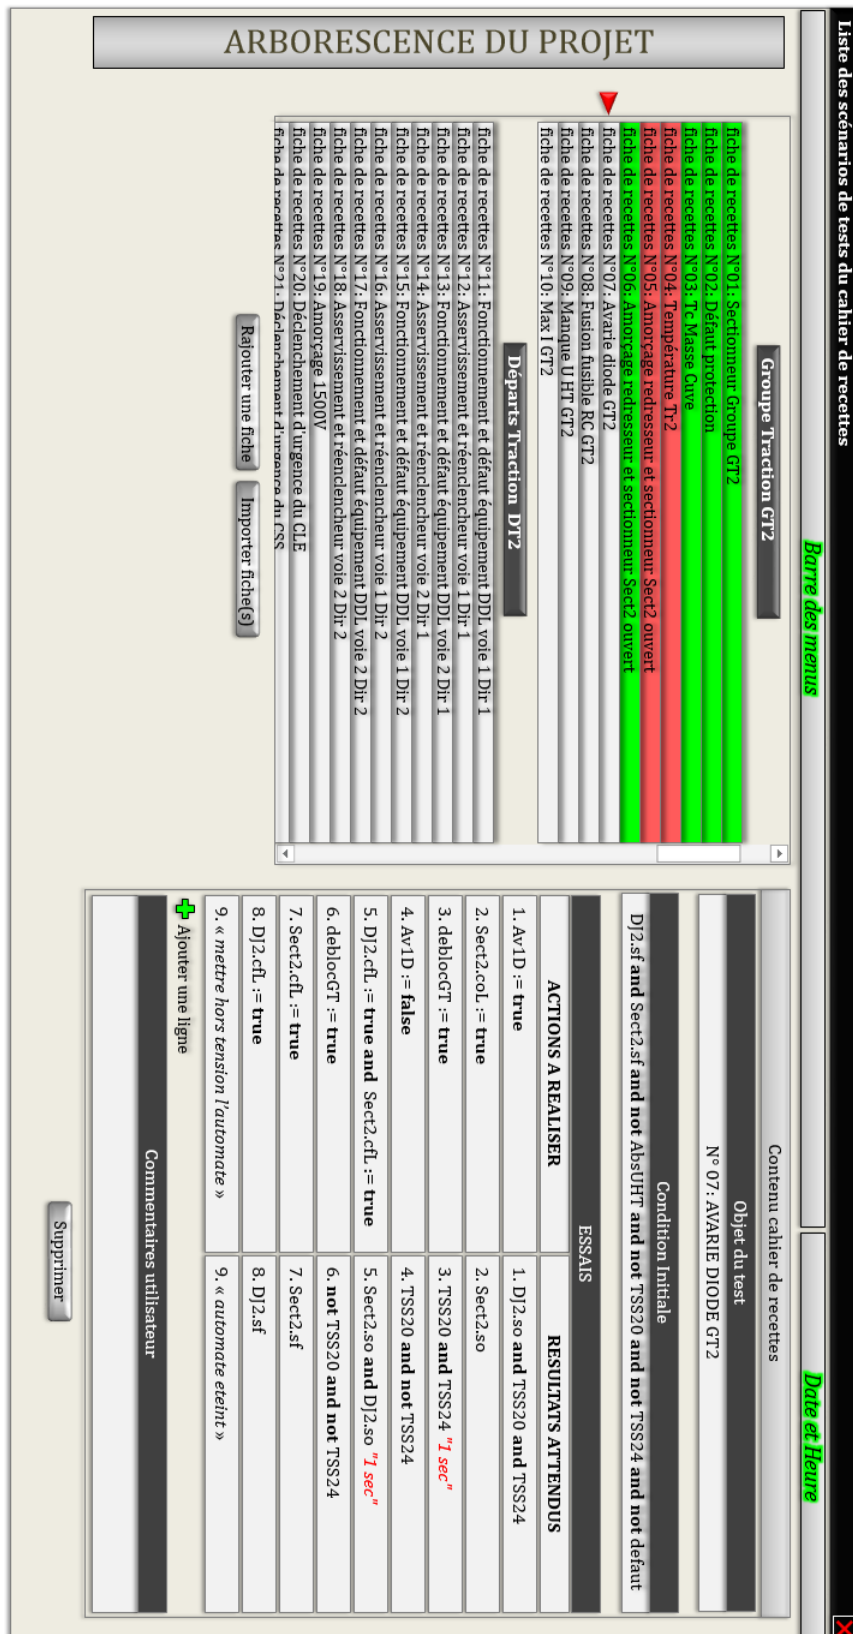 Liste des scénarios de tests du cahier de recettes
Barre des menus
Date et Heure
ARBORESCENCE DU PROJET
Groupe Traction GT2
fiche de recettes N°01: Sectionneur Groupe GT2
fiche de recettes N°02: Défaut protection
fiche de recettes N°03: Tc Masse Cuve
fiche de recettes N°04: Température Tr2
fiche de recettes N°05: Amorçage redresseur et sectionneur Sect2 ouvert
fiche de recettes N°06: Amorçage redresseur et sectionneur Sect2 ouvert
fiche de recettes N°07: Avarie diode GT2
fiche de recettes N°08: Fusion fusible RC GT2
fiche de recettes N°09: Manque U HT GT2
fiche de recettes N°10: Max I GT2
Départs Traction DT2
fiche de recettes N°11: Fonctionnement et défaut équipement DDL voie 1 Dir 1
fiche de recettes N°12: Asservissement et réenclencheur voie 1 Dir 1
fiche de recettes N°13: Fonctionnement et défaut équipement DDL voie 2 Dir 1
fiche de recettes N°14: Asservissement et réenclencheur voie 2 Dir 1
fiche de recettes N°15: Fonctionnement et défaut équipement DDL voie 1 Dir 2
fiche de recettes N°16: Asservissement et réenclencheur voie 1 Dir 2
fiche de recettes N°17: Fonctionnement et défaut équipement DDL voie 2 Dir 2
fiche de recettes N°18: Asservissement et réenclencheur voie 2 Dir 2
fiche de recettes N°19: Amorçage 1500V
fiche de recettes N°20: Déclenchement d'urgence du CLE
fiche de recettes N°21: Déclenchement d'urgence du CSS
Rajouter une fiche
Importer fiche(s)
Contenu cahier de recettes
Objet du test
N° 07: AVARIE DIODE GT2
Condition Initiale
DJ2.sf and Sect2.sf and not AbsUHT and not TSS20 and not TSS24 and not defaut
ESSAIS
ACTIONS A REALISER
RESULTATS ATTENDUS
1. Av1D := true
1. DJ2.so and TSS20 and TSS24
2. Sect2.coL := true
2. Sect2.so
3. deblocGT := true
3. TSS20 and TSS24 "1 sec"
4. Av1D := false
4. TSS20 and not TSS24
5. DJ2.cfL := true and Sect2.cfL := true
5. Sect2.so and DJ2.so "1 sec"
6. deblocGT := true
6. not TSS20 and not TSS24
7. Sect2.cfL := true
7. Sect2.sf
8. DJ2.cfL := true
8. DJ2.sf
9. « mettre hors tension l'automate »
9. « automate eteint »
Ajouter une ligne
Commentaires utilisateur
Supprimer